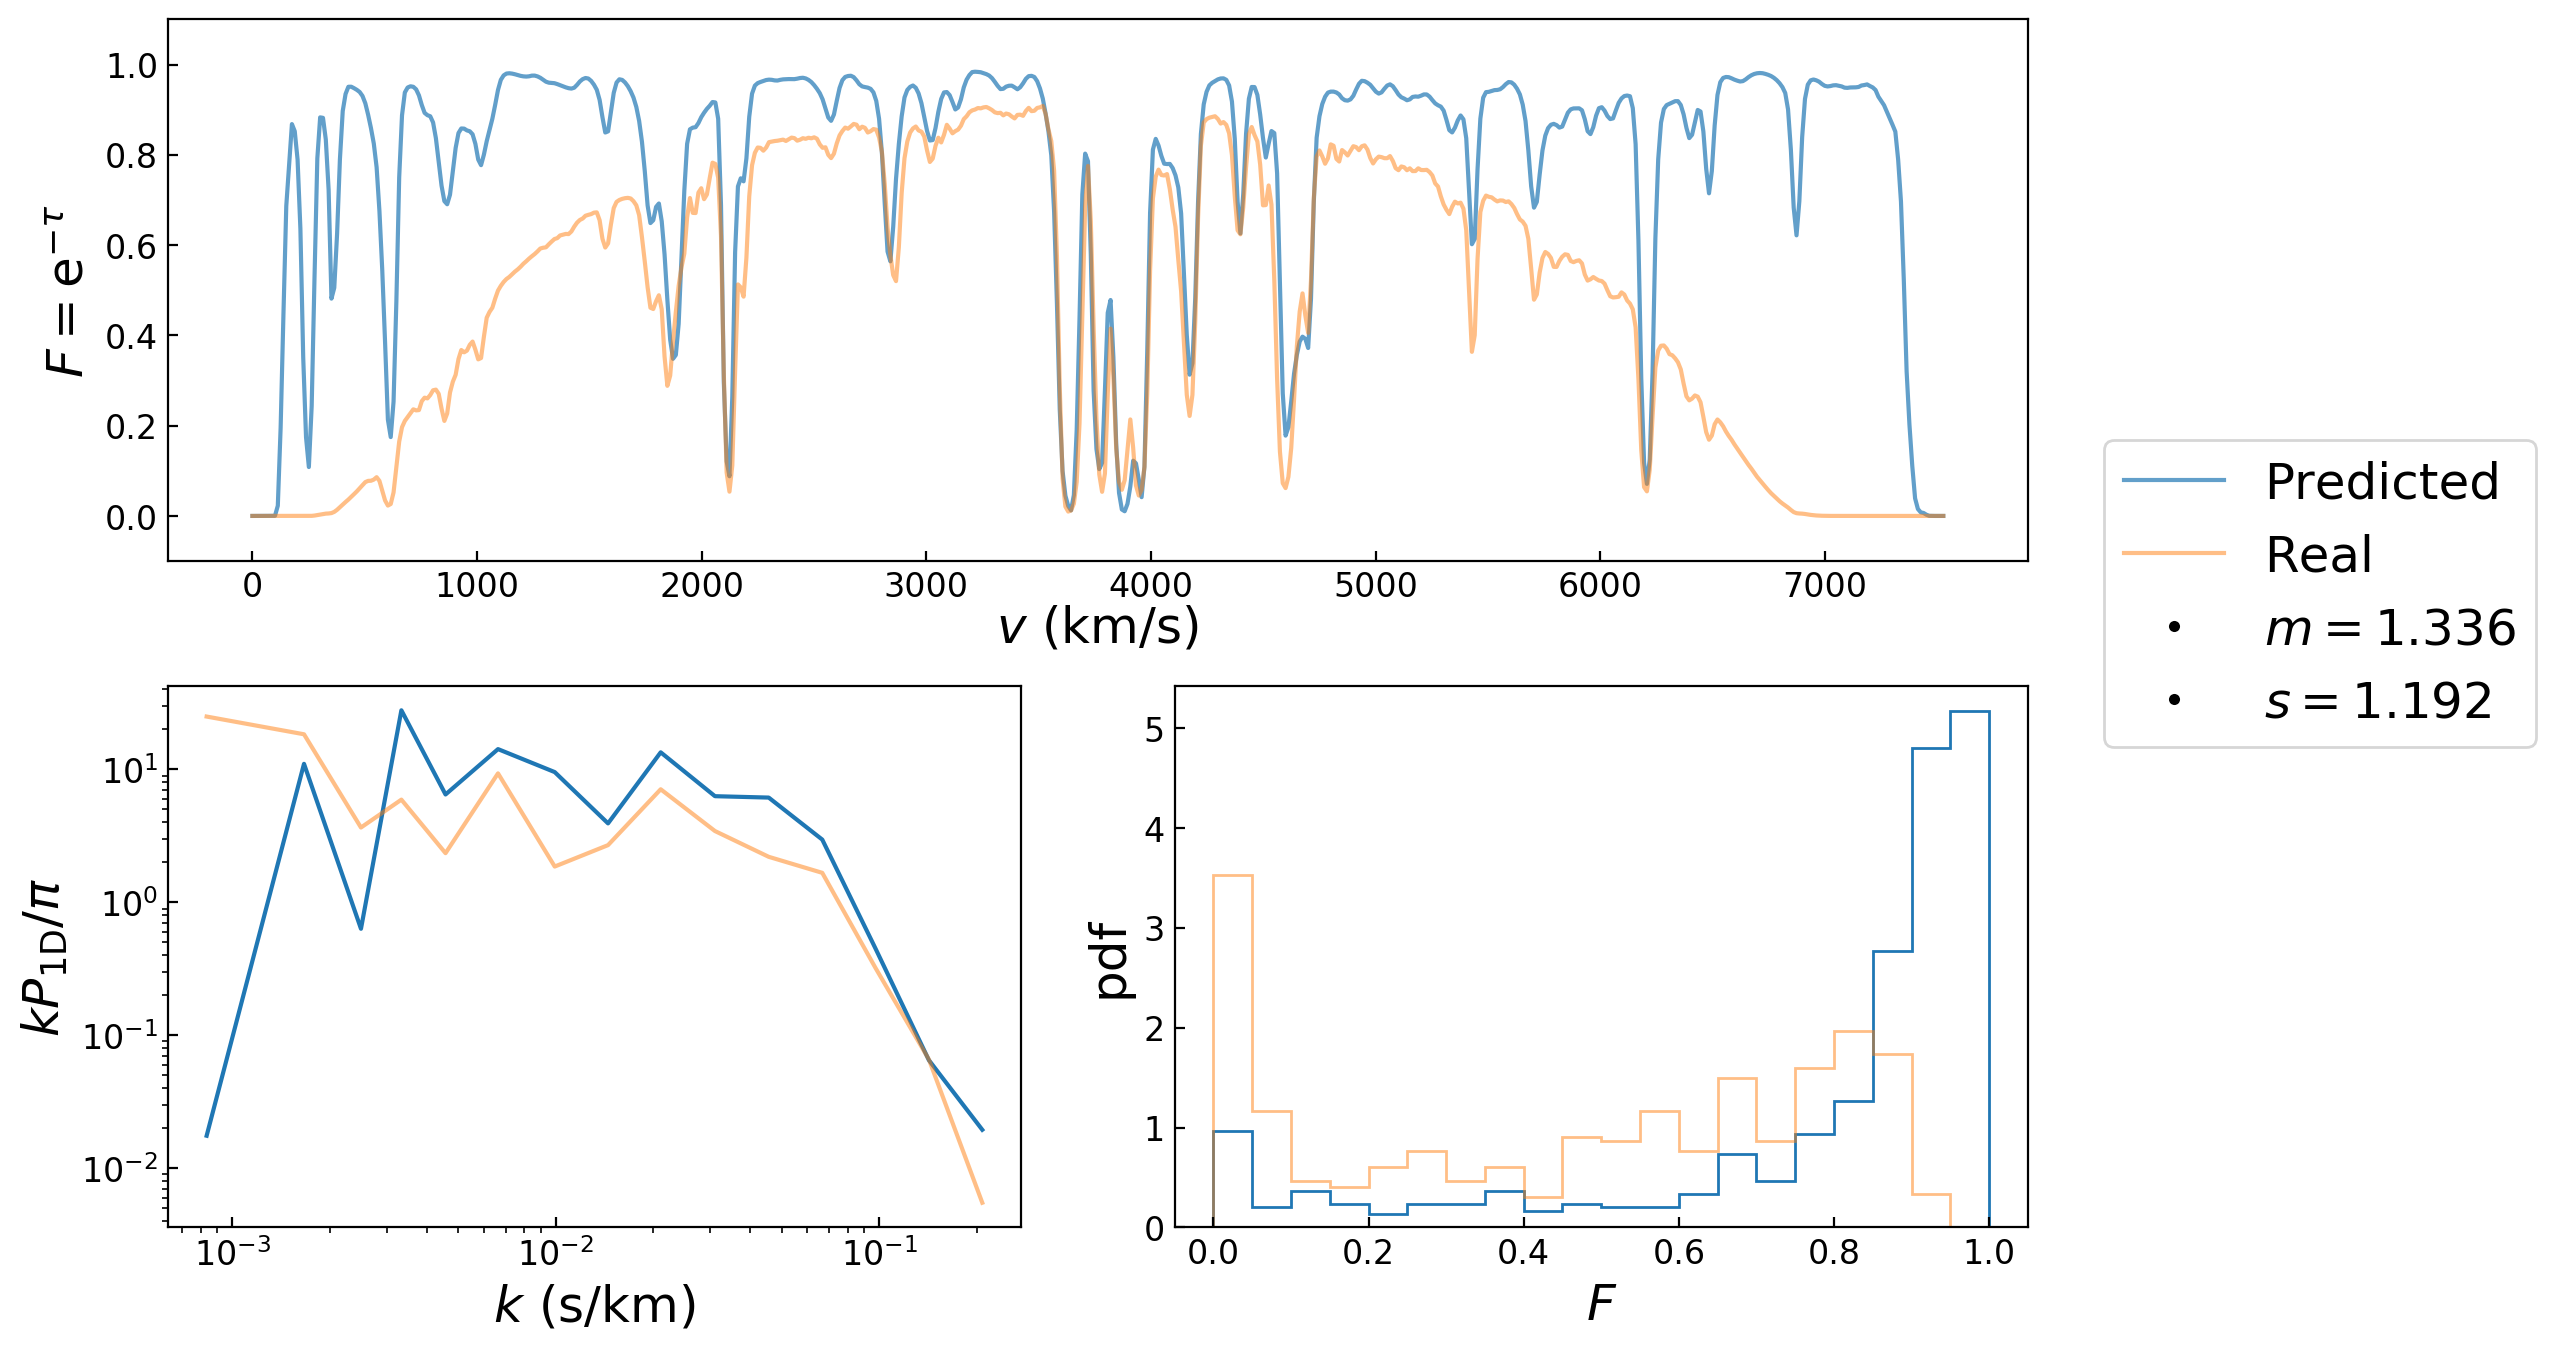 F = e^{−τ}
1.0
0.8
0.6
0.4
0.2
0.0
0 1000 2000 3000 4000 5000 6000 7000
v (km/s)
Predicted
Real
m = 1.336
s = 1.192
kP_{1D}/π
10^1
10^0
10^{−1}
10^{−2}
10^{−3} 10^{−2} 10^{−1}
k (s/km)
pdf
5
4
3
2
1
0
0.0 0.2 0.4 0.6 0.8 1.0
F